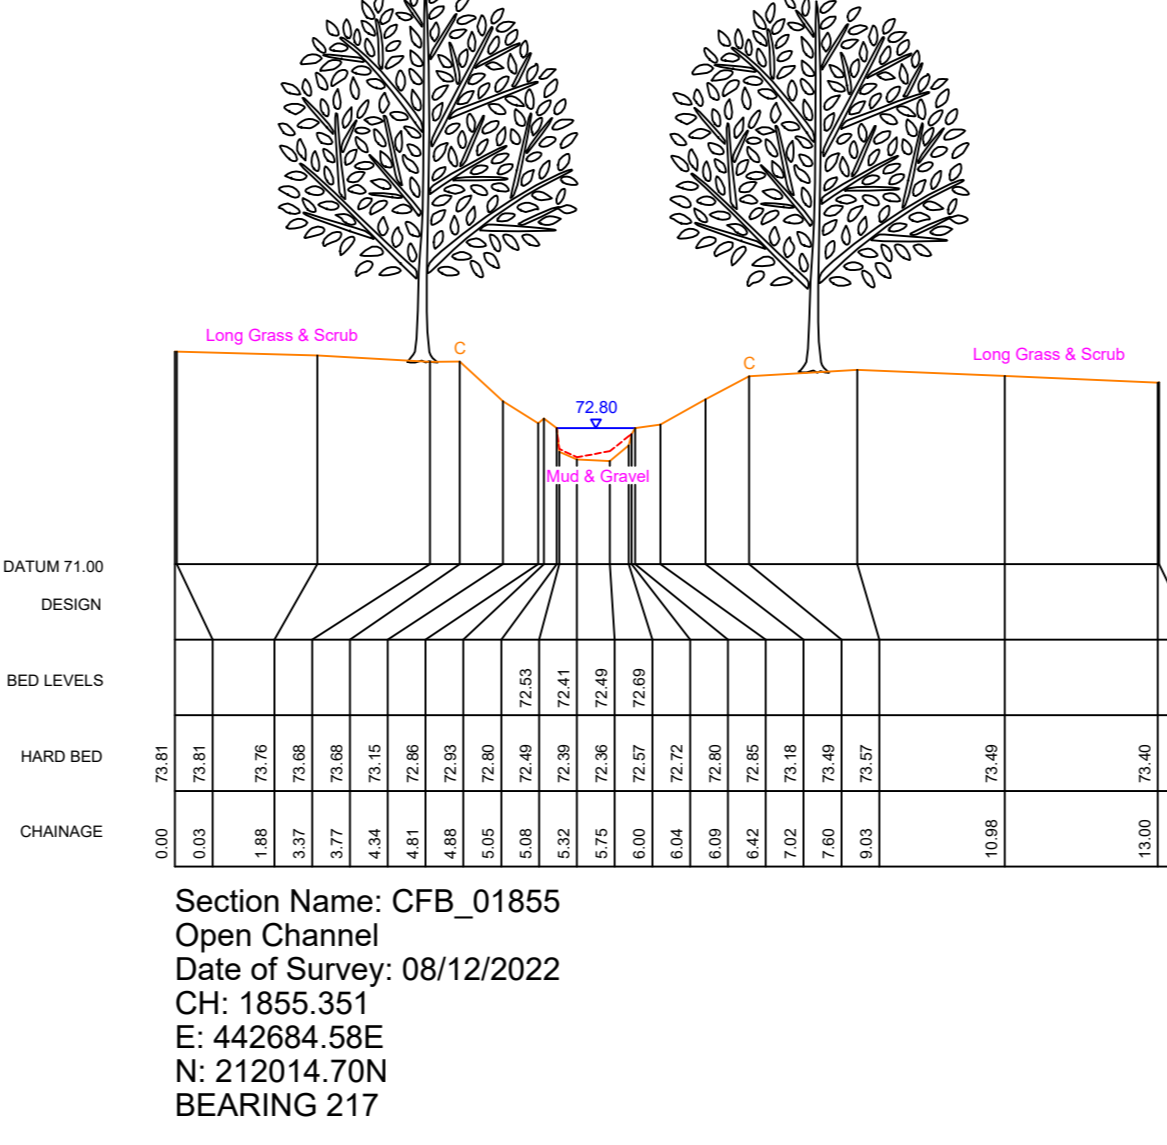 Long Grass & Scrub
C
C
Long Grass & Scrub
72.80
Mud & Gravel
DATUM 71.00
DESIGN
BED LEVELS 72.53 72.41 72.49 72.69
HARD BED 73.81 73.81 73.76 73.68 73.68 73.15 72.86 72.93 72.80 72.49 72.39 72.36 72.57 72.72 72.80 72.85 73.18 73.49 73.57 73.49 73.40
CHAINAGE 0.00 0.03 1.88 3.37 3.77 4.34 4.81 4.88 5.05 5.08 5.32 5.75 6.00 6.04 6.09 6.42 7.02 7.60 9.03 10.98 13.00
Section Name: CFB_01855
Open Channel
Date of Survey: 08/12/2022
CH: 1855.351
E: 442684.58E
N: 212014.70N
BEARING 217